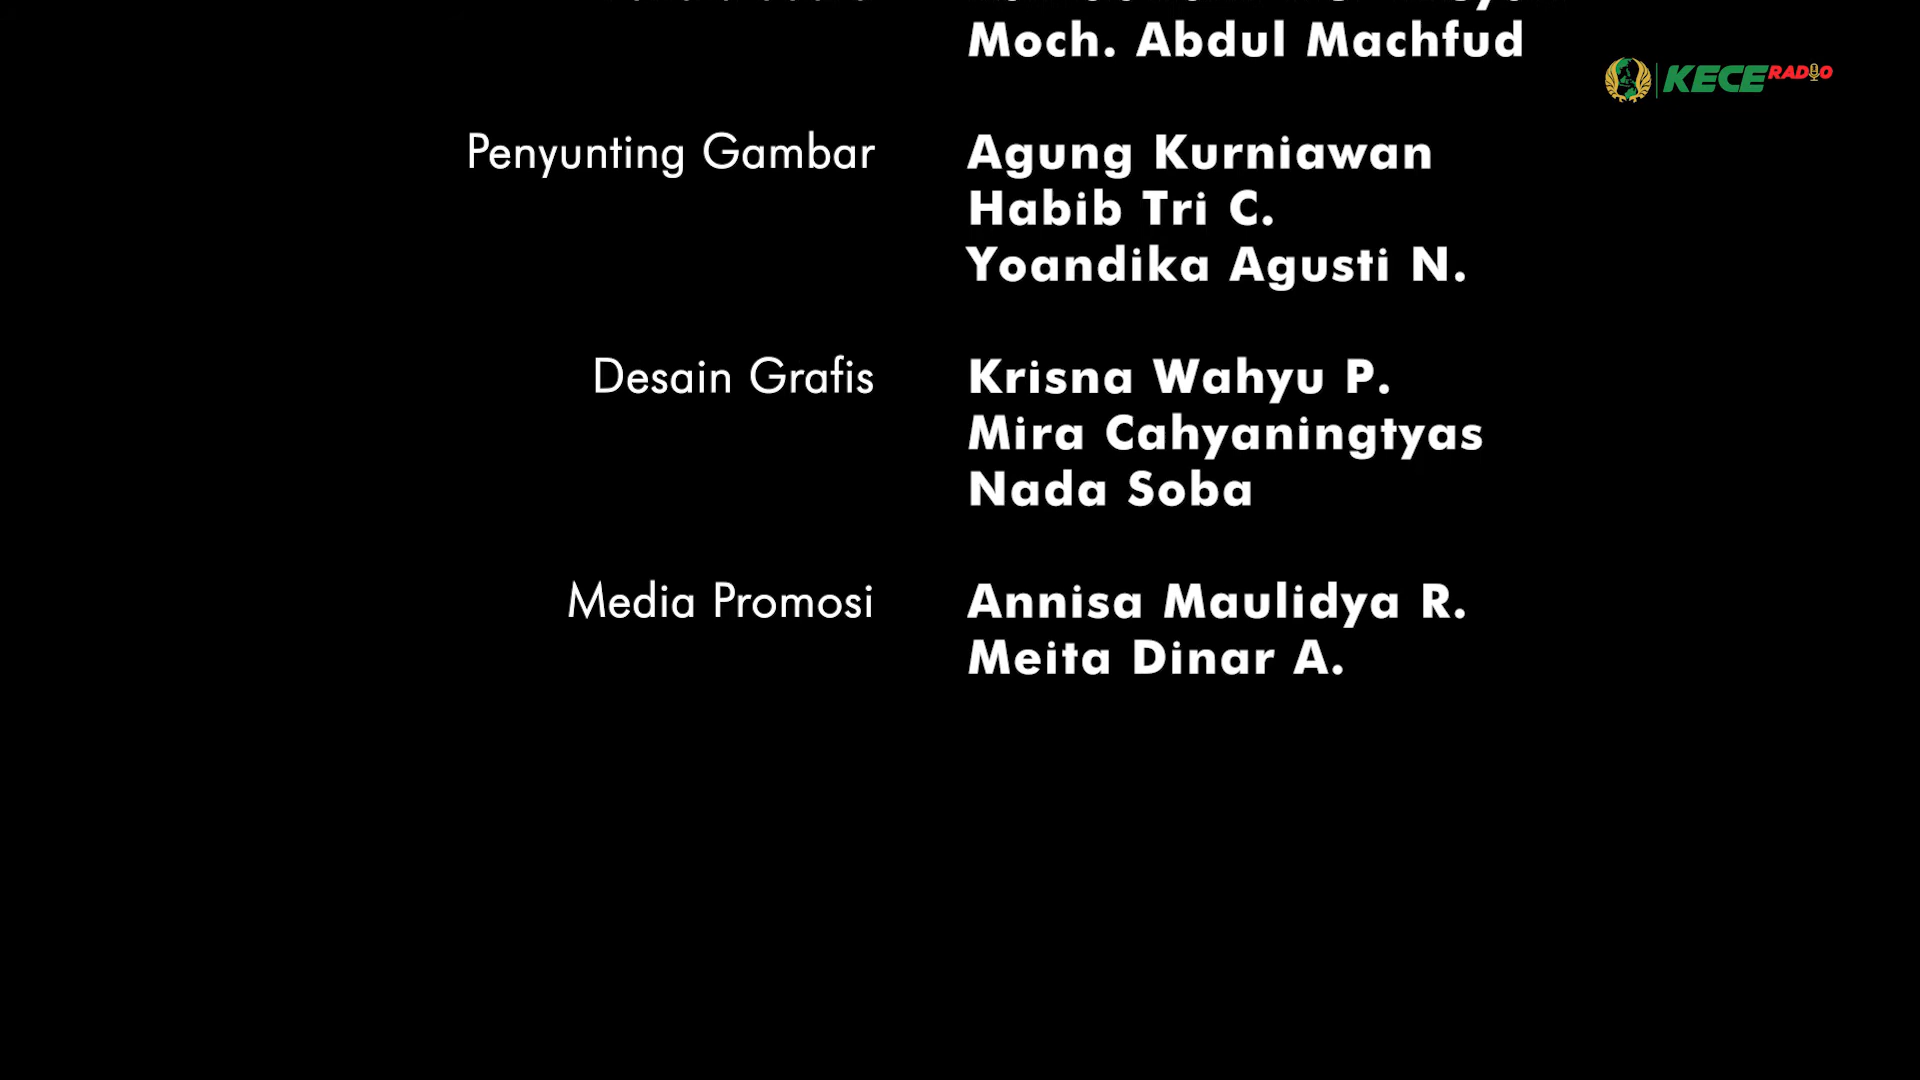 Moch. Abdul Machfud
KECE RADIO
Penyunting Gambar Agung Kurniawan
Habib Tri C.
Yoandika Agusti N.
Desain Grafis Krisna Wahyu P.
Mira Cahyaningtyas
Nada Soba
Media Promosi Annisa Maulidya R.
Meita Dinar A.